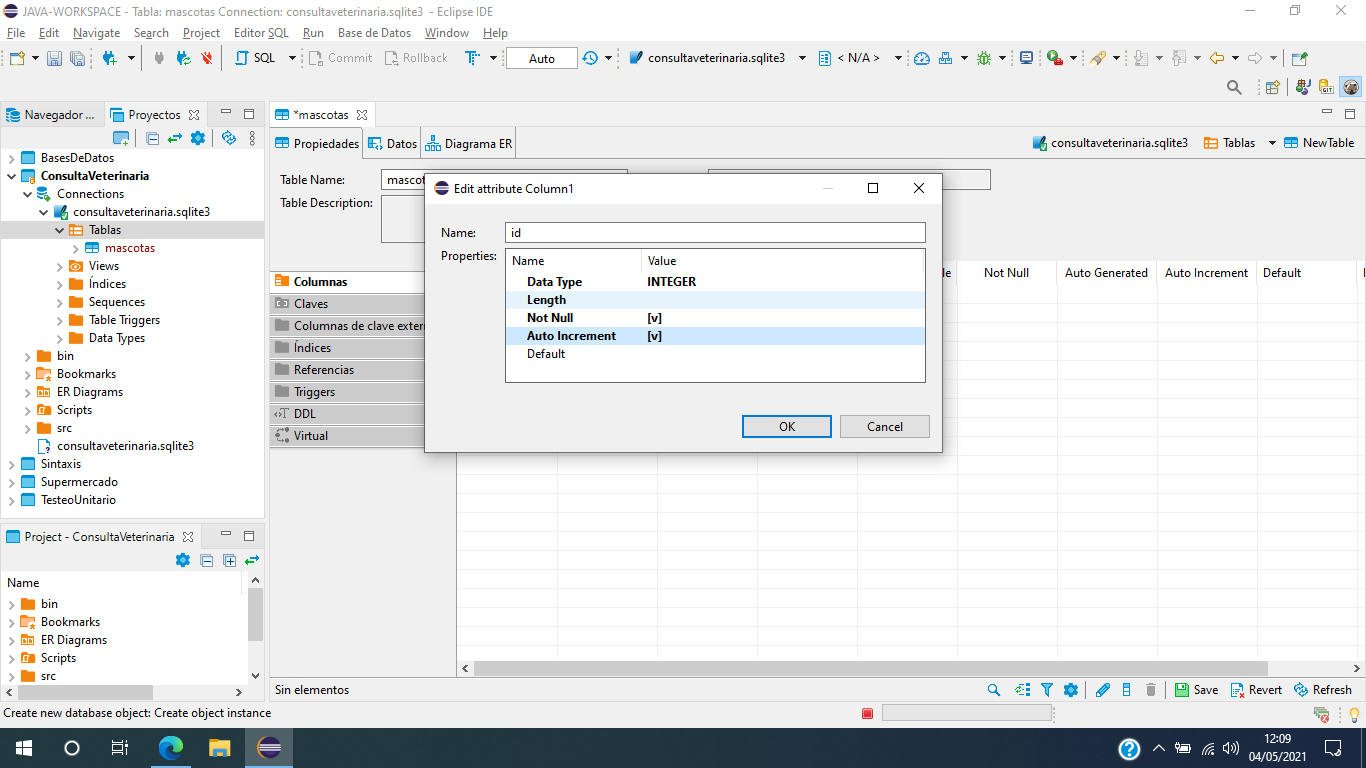 JAVA-WORKSPACE - Tabla: mascotas Connection: consultaveterinaria.sqlite3 - Eclipse IDE
File Edit Navigate Search Project Editor SQL Run Base de Datos Window Help
SQL Commit Rollback Auto consultaveterinaria.sqlite3 < N/A >
Navegador ... Proyectos
*mascotas
BasesDeDatos
ConsultaVeterinaria
Connections
consultaveterinaria.sqlite3
Tablas
mascotas
Views
Índices
Sequences
Table Triggers
Data Types
bin
Bookmarks
ER Diagrams
Scripts
src
consultaveterinaria.sqlite3
Sintaxis
Supermercado
TesteoUnitario
Project - ConsultaVeterinaria
Name
bin
Bookmarks
ER Diagrams
Scripts
src
Propiedades Datos Diagrama ER consultaveterinaria.sqlite3 Tablas NewTable
Table Name: mascot
Table Description:
Columnas
Claves
Columnas de clave exter
Índices
Referencias
Triggers
DDL
Virtual
Not Null Auto Generated Auto Increment Default
Edit attribute Column1
Name: id
Properties:
Name Value
Data Type INTEGER
Length
Not Null [v]
Auto Increment [v]
Default
OK Cancel
Sin elementos Save Revert Refresh
Create new database object: Create object instance
12:09
04/05/2021